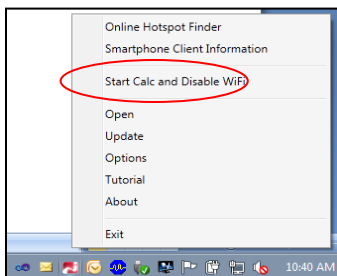 Online Hotspot Finder
Smartphone Client Information
Start Calc and Disable WiFi
Open
Update
Options
Tutorial
About
Exit
10:40 AM